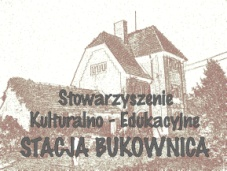 Stowarzyszenie
Kulturalno - Edukacyjne
STACJA BUKOWNICA